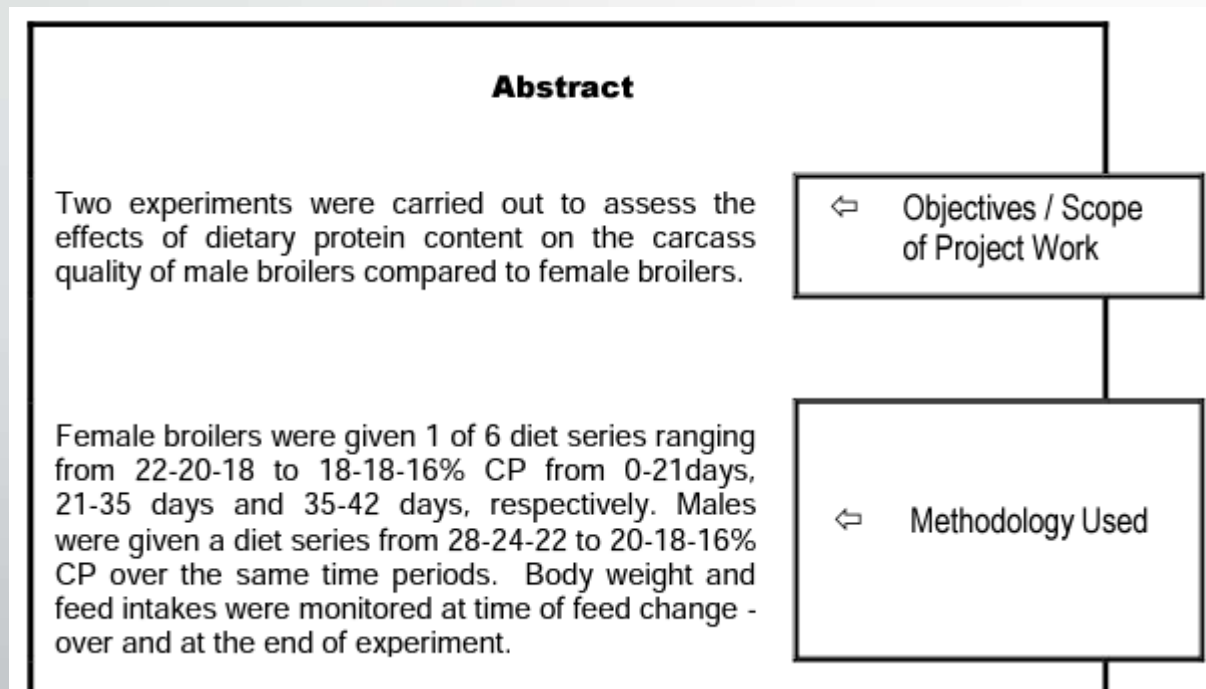 Abstract
Two experiments were carried out to assess the
effects of dietary protein content on the carcass
quality of male broilers compared to female broilers.
⇦ Objectives / Scope
of Project Work
Female broilers were given 1 of 6 diet series ranging
from 22-20-18 to 18-18-16% CP from 0-21days,
21-35 days and 35-42 days, respectively. Males
were given a diet series from 28-24-22 to 20-18-16%
CP over the same time periods.  Body weight and
feed intakes were monitored at time of feed change -
over and at the end of experiment.
⇦ Methodology Used